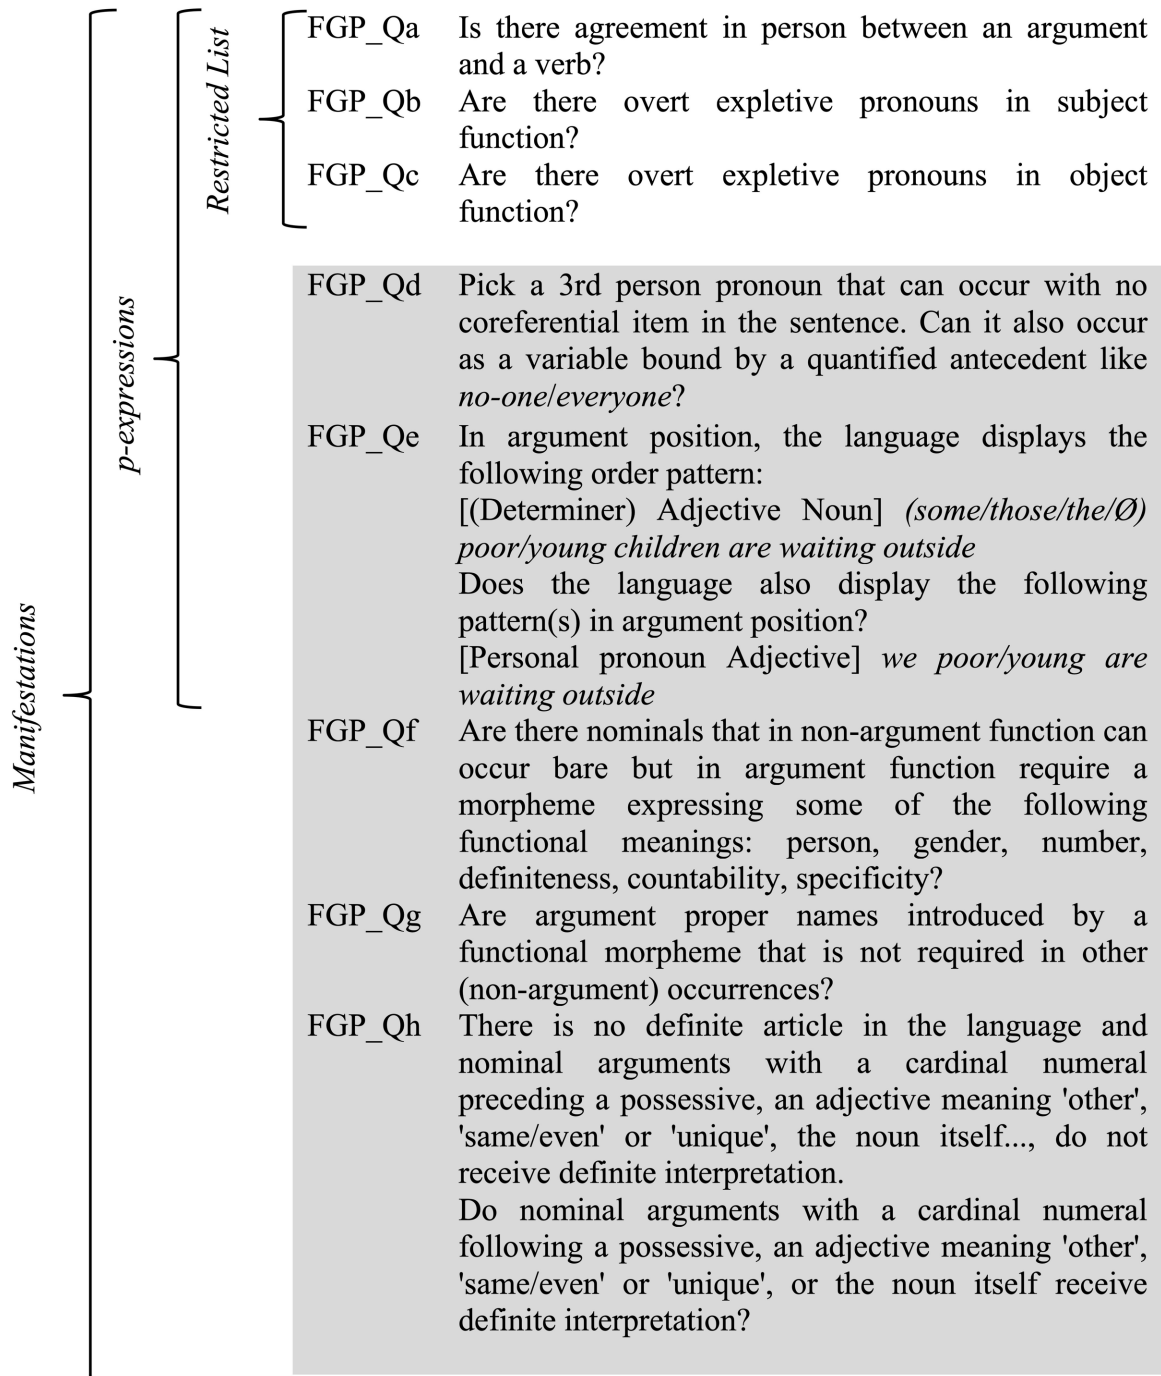 Manifestations
p-expressions
Restricted List
FGP_Qa Is there agreement in person between an argument
and a verb?
FGP_Qb Are there overt expletive pronouns in subject
function?
FGP_Qc Are there overt expletive pronouns in object
function?
FGP_Qd Pick a 3rd person pronoun that can occur with no
coreferential item in the sentence. Can it also occur
as a variable bound by a quantified antecedent like
no-one/everyone?
FGP_Qe In argument position, the language displays the
following order pattern:
[(Determiner) Adjective Noun] (some/those/the/Ø)
poor/young children are waiting outside
Does the language also display the following
pattern(s) in argument position?
[Personal pronoun Adjective] we poor/young are
waiting outside
FGP_Qf Are there nominals that in non-argument function can
occur bare but in argument function require a
morpheme expressing some of the following
functional meanings: person, gender, number,
definiteness, countability, specificity?
FGP_Qg Are argument proper names introduced by a
functional morpheme that is not required in other
(non-argument) occurrences?
FGP_Qh There is no definite article in the language and
nominal arguments with a cardinal numeral
preceding a possessive, an adjective meaning 'other',
'same/even' or 'unique', the noun itself..., do not
receive definite interpretation.
Do nominal arguments with a cardinal numeral
following a possessive, an adjective meaning 'other',
'same/even' or 'unique', or the noun itself receive
definite interpretation?